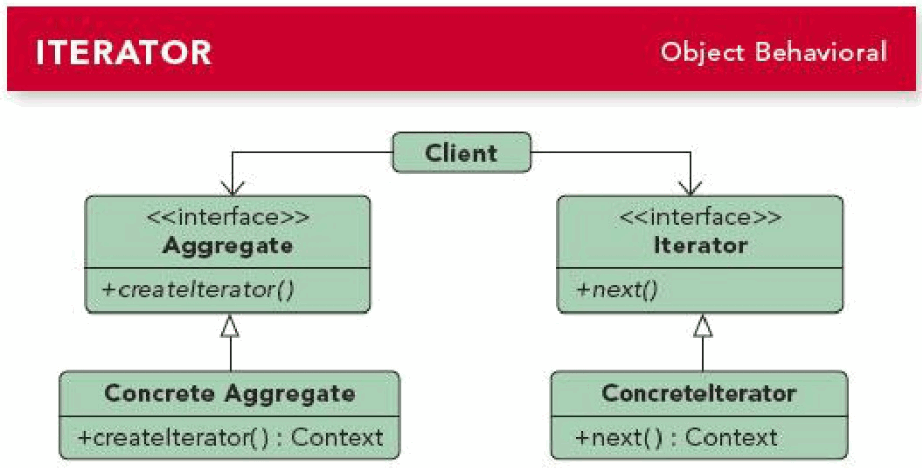 ITERATOR
Object Behavioral
Client
<<interface>>
Aggregate
+createIterator()
<<interface>>
Iterator
+next()
Concrete Aggregate
+createIterator() : Context
ConcreteIterator
+next() : Context